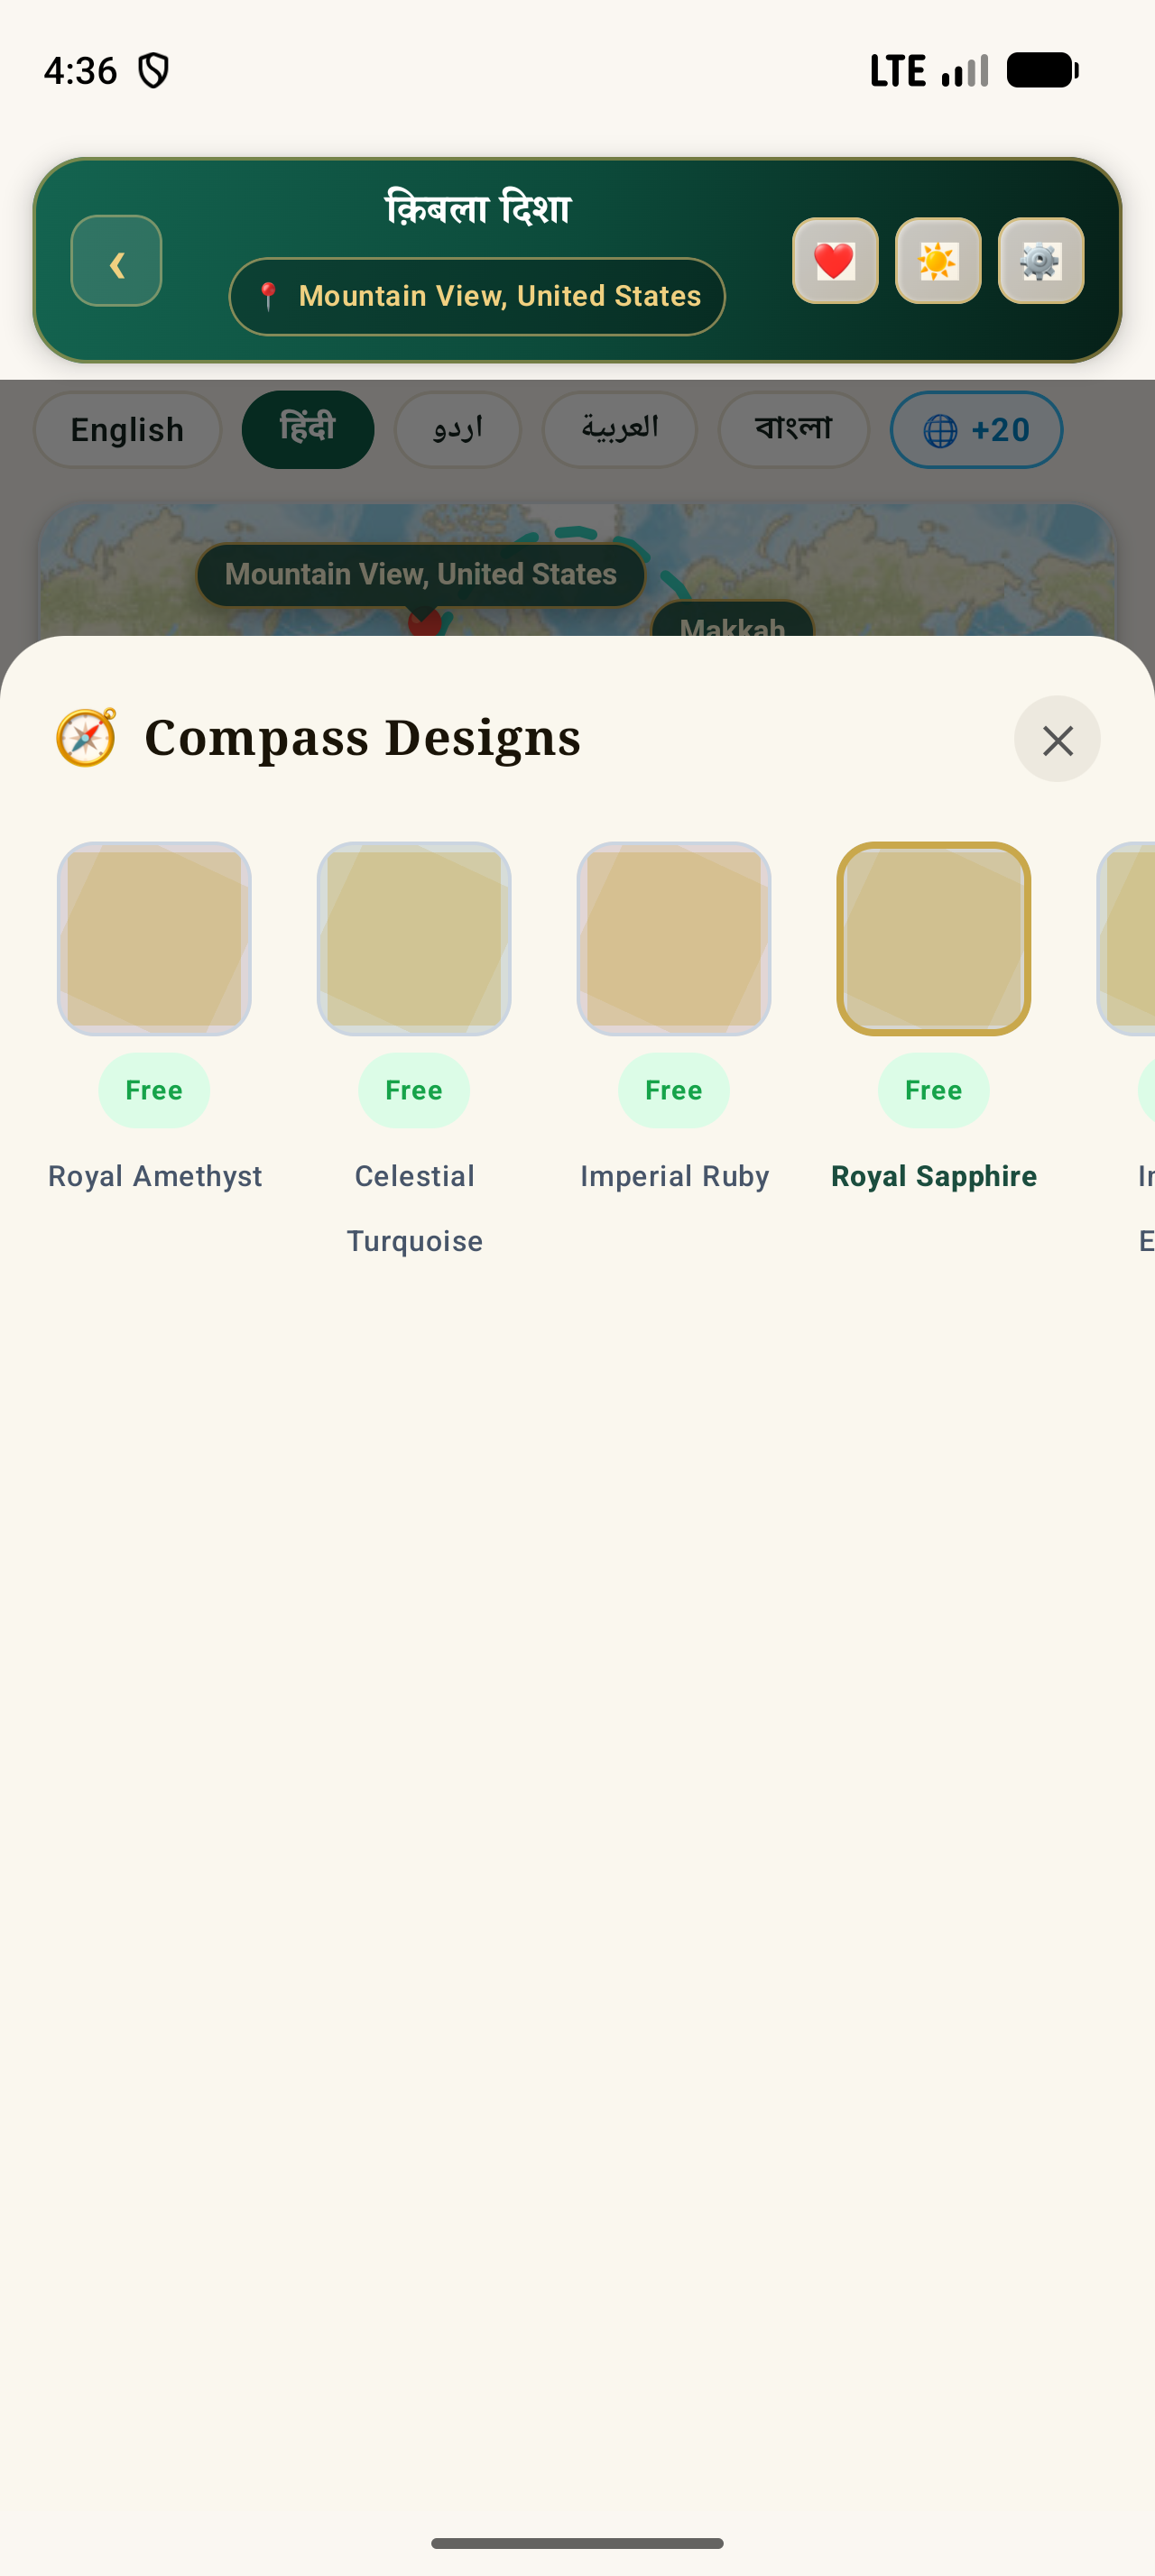 4:36
LTE
क़िबला दिशा
Mountain View, United States
English
हिंदी
اردو
العربية
বাংলা
+20
Mountain View, United States
Makkah
Compass Designs
Free
Free
Free
Free
Royal Amethyst
Celestial
Turquoise
Imperial Ruby
Royal Sapphire